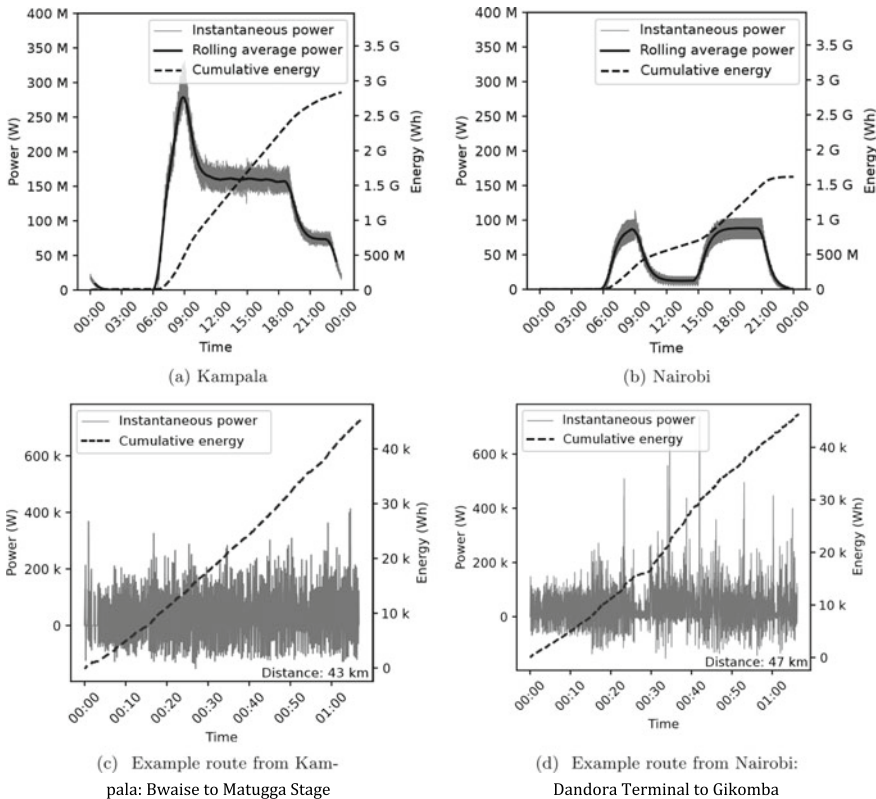 400 M
350 M
300 M
250 M
200 M
150 M
100 M
50 M
0
Power (W)
Instantaneous power
Rolling average power
Cumulative energy
3.5 G
3 G
2.5 G
2 G
1.5 G
1 G
500 M
0
Energy (Wh)
00:00
03:00
06:00
09:00
12:00
15:00
18:00
21:00
00:00
Time
(a) Kampala
400 M
350 M
300 M
250 M
200 M
150 M
100 M
50 M
0
Power (W)
Instantaneous power
Rolling average power
Cumulative energy
3.5 G
3 G
2.5 G
2 G
1.5 G
1 G
500 M
0
Energy (Wh)
00:00
03:00
06:00
09:00
12:00
15:00
18:00
21:00
00:00
Time
(b) Nairobi
600 k
400 k
200 k
0
Power (W)
Instantaneous power
Cumulative energy
40 k
30 k
20 k
10 k
0
Energy (Wh)
Distance: 43 km
00:00
00:10
00:20
00:30
00:40
00:50
01:00
Time
(c) Example route from Kam-
pala: Bwaise to Matugga Stage
600 k
400 k
200 k
0
Power (W)
Instantaneous power
Cumulative energy
40 k
30 k
20 k
10 k
0
Energy (Wh)
Distance: 47 km
00:00
00:10
00:20
00:30
00:40
00:50
01:00
Time
(d) Example route from Nairobi:
Dandora Terminal to Gikomba